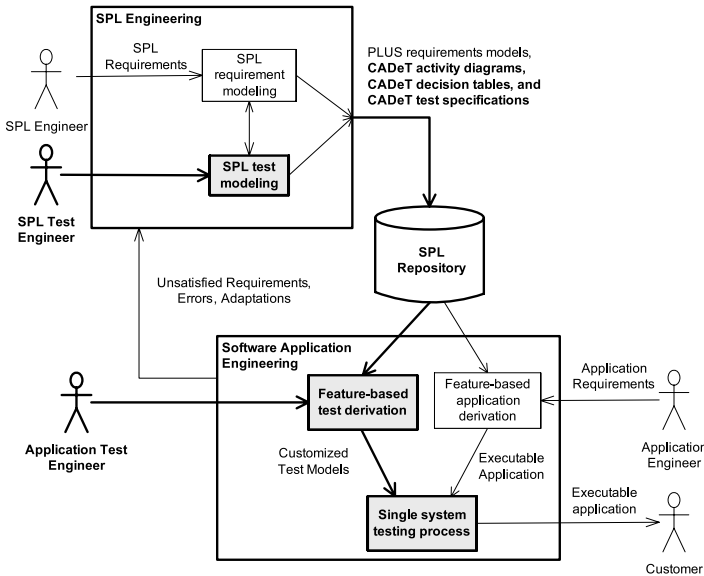 SPL Engineering
SPL
Requirements
SPL
requirement
modeling
PLUS requirements models,
CADeT activity diagrams,
CADeT decision tables, and
CADeT test specifications
SPL Engineer
SPL test
modeling
SPL Test
Engineer
SPL
Repository
Unsatisfied Requirements,
Errors, Adaptations
Software Application
Engineering
Feature-based
test derivation
Feature-based
application
derivation
Application
Requirements
Application Test
Engineer
Application
Engineer
Customized
Test Models
Executable
Application
Single system
testing process
Executable
application
Customer